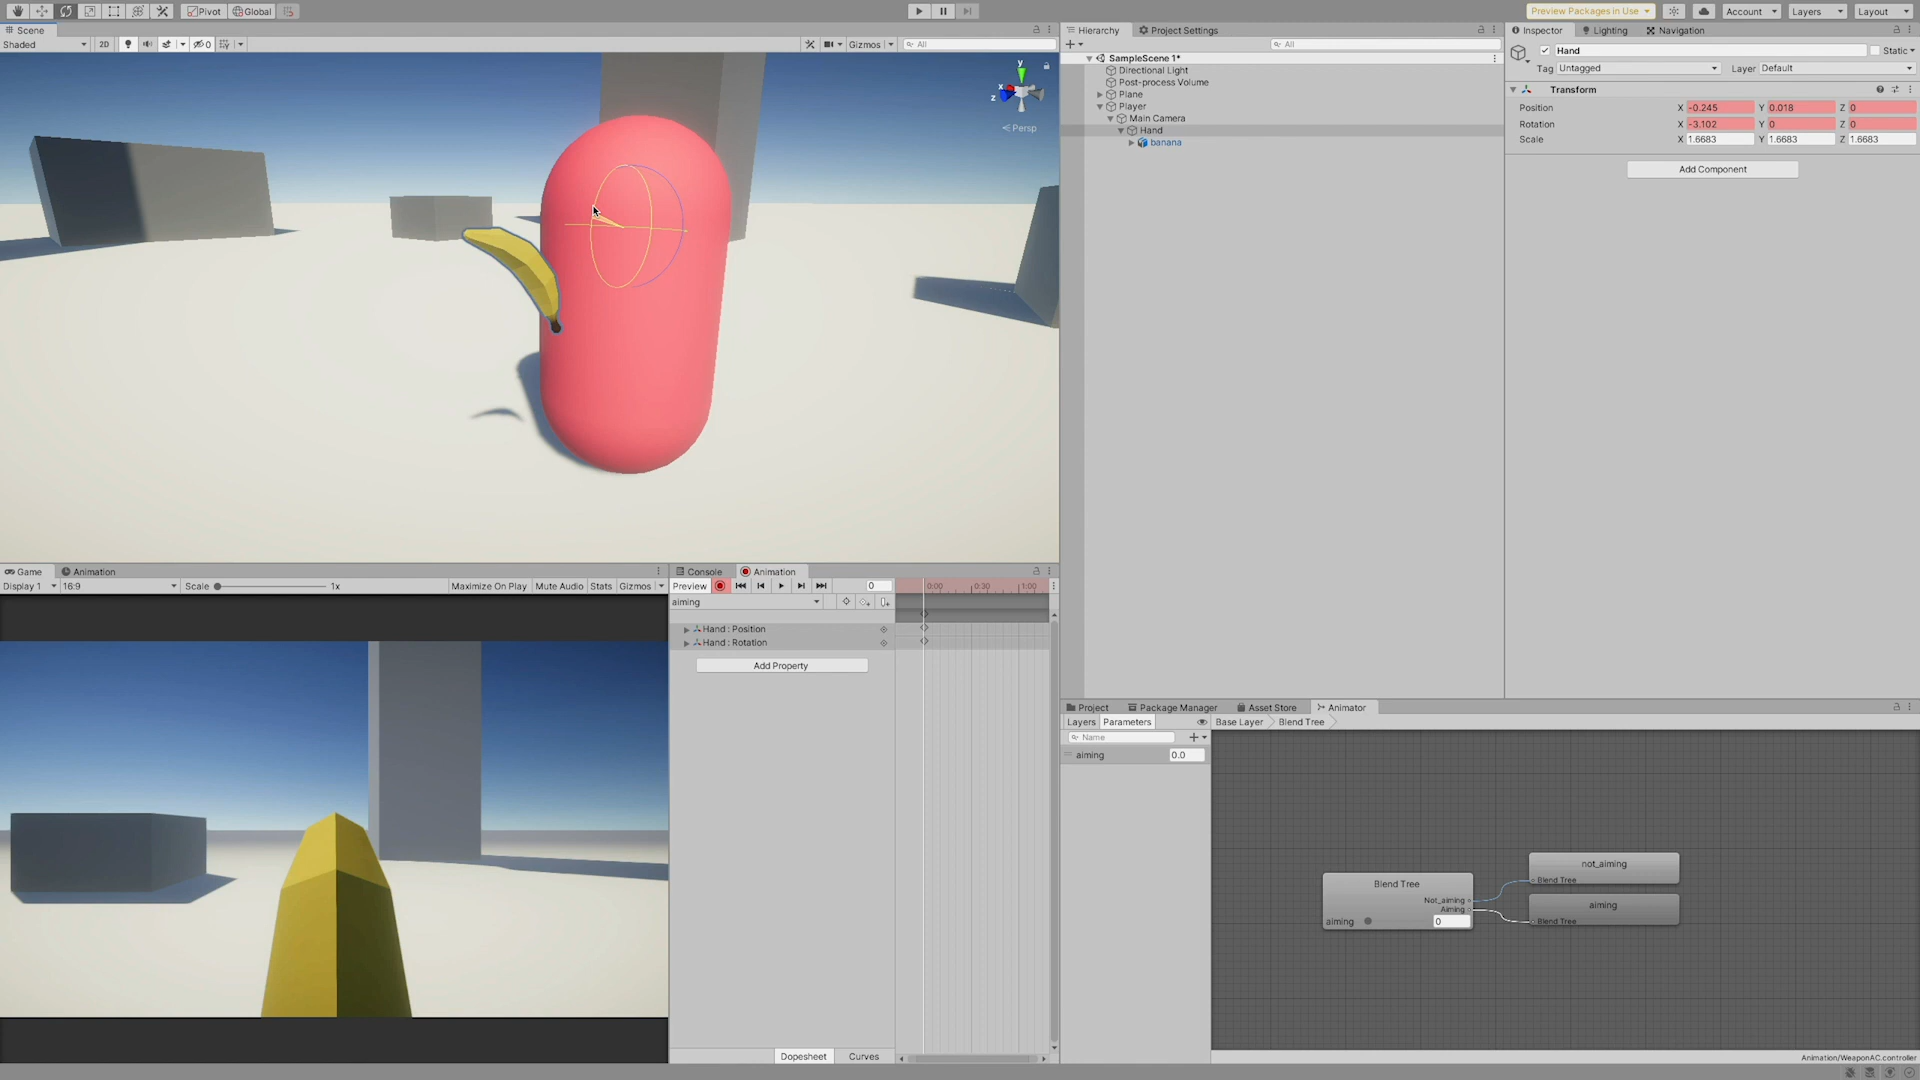 Pivot Global Preview Packages in Use Account Layers Layout
Scene
Shaded 2D 0 Gizmos All
y
x
z
Persp
Hierarchy Project Settings
All
SampleScene 1*
Directional Light
Post-process Volume
Plane
Player
Main Camera
Hand
banana
Inspector Lighting Navigation
Hand Static
Tag Untagged Layer Default
Transform
Position X -0.245 Y 0.018 Z 0
Rotation X -3.102 Y 0 Z 0
Scale X 1.6683 Y 1.6683 Z 1.6683
Add Component
Game Animation
Display 1 16:9 Scale 1x Maximize On Play Mute Audio Stats Gizmos
Console Animation
Preview 0 0:00 0:30 1:00
aiming
Hand : Position
Hand : Rotation
Add Property
Dopesheet Curves
Project Package Manager Asset Store Animator
Layers Parameters Base Layer Blend Tree
Name
aiming 0.0
Blend Tree
Not_aiming
Aiming
aiming 0
not_aiming
Blend Tree
aiming
Blend Tree
Animation/WeaponAC.controller